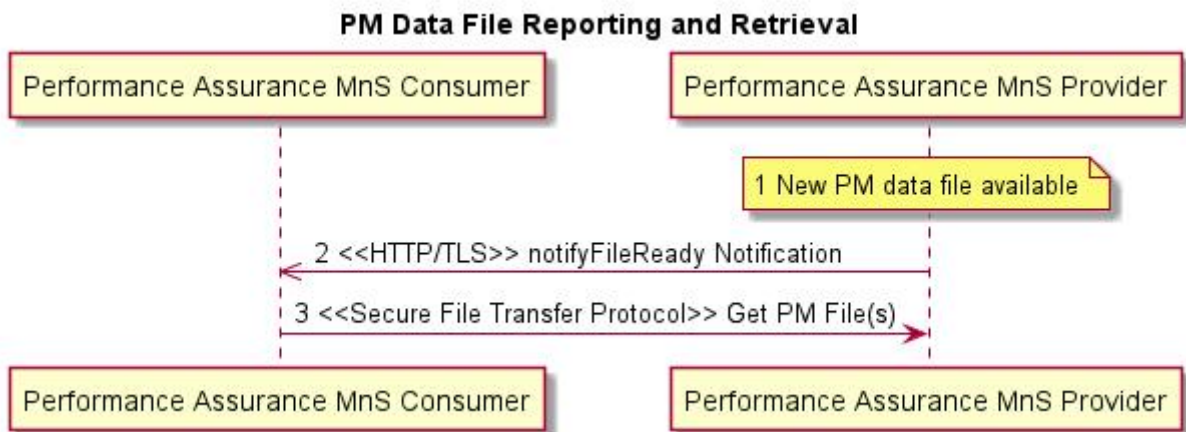 PM Data File Reporting and Retrieval
Performance Assurance MnS Consumer
Performance Assurance MnS Provider
1 New PM data file available
2 <<HTTP/TLS>> notifyFileReady Notification
3 <<Secure File Transfer Protocol>> Get PM File(s)
Performance Assurance MnS Consumer
Performance Assurance MnS Provider